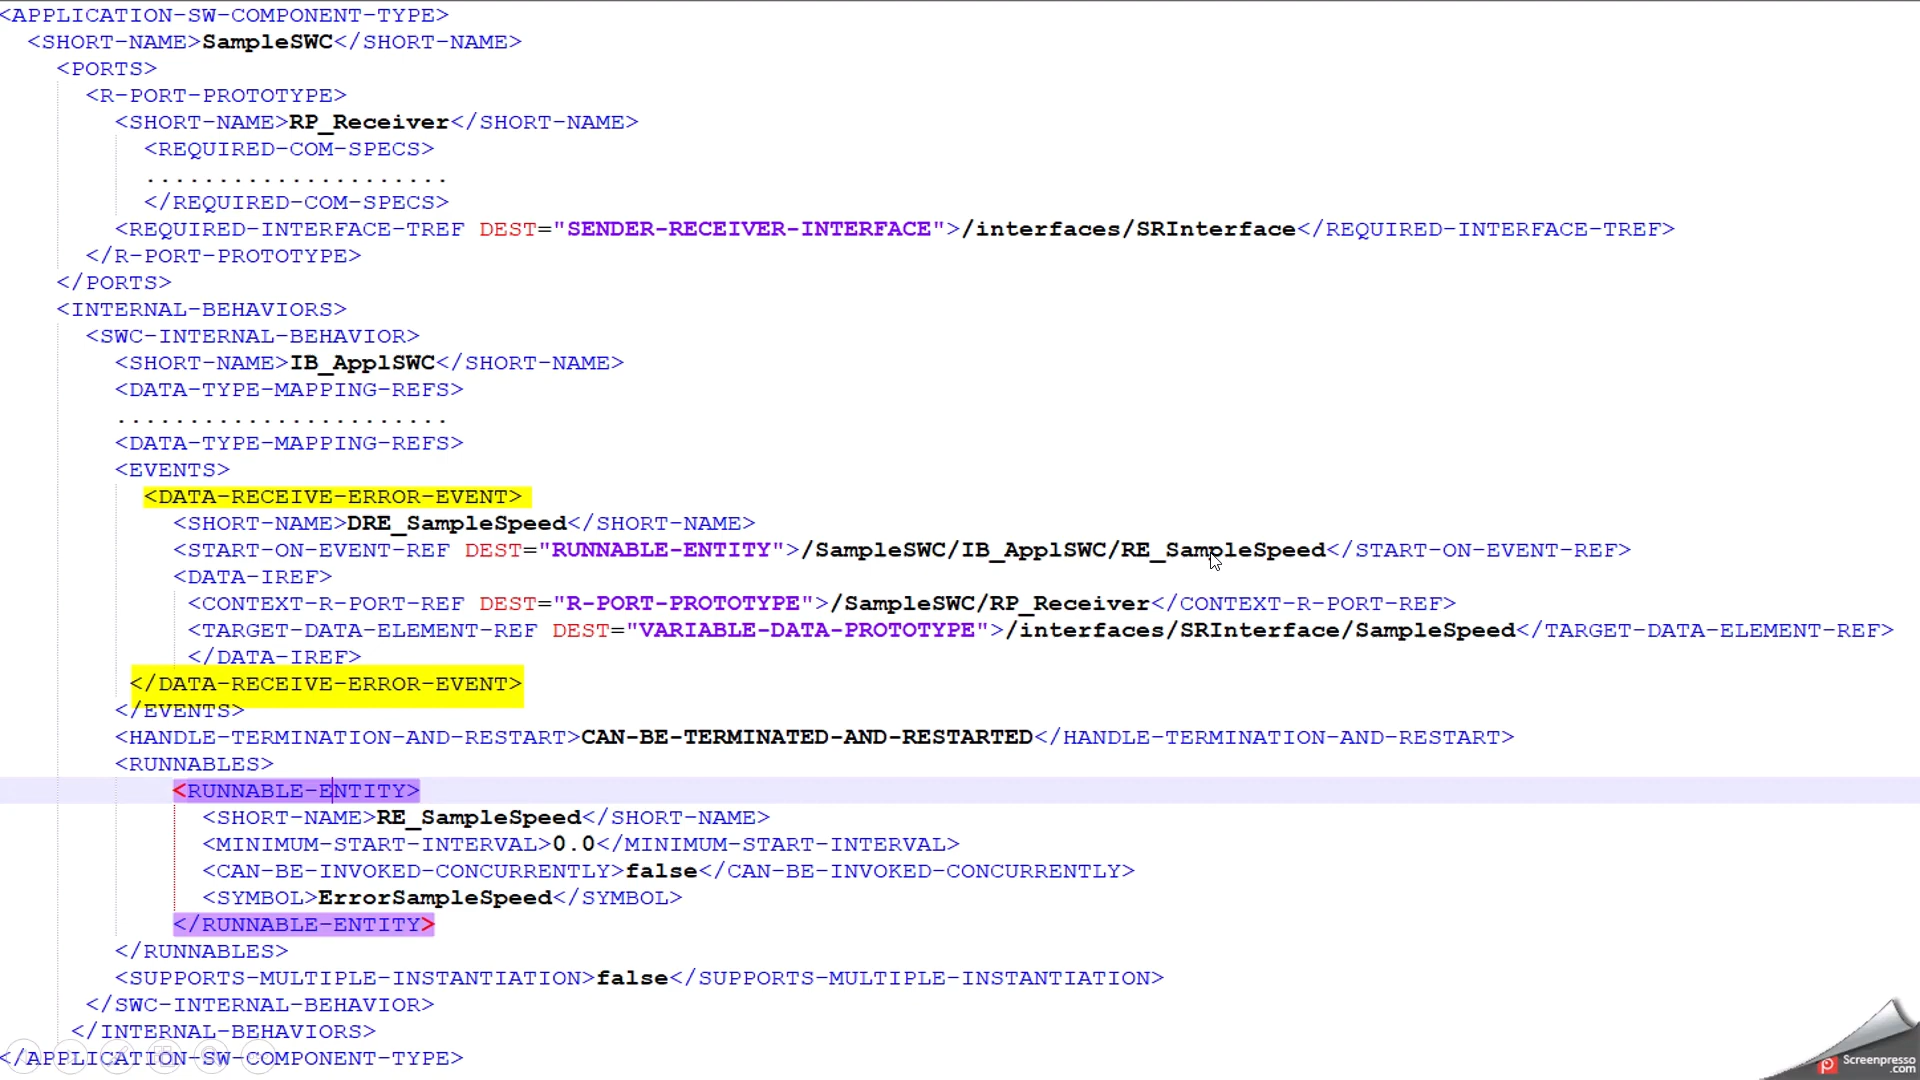 <APPLICATION-SW-COMPONENT-TYPE>
<SHORT-NAME>SampleSWC</SHORT-NAME>
<PORTS>
<R-PORT-PROTOTYPE>
<SHORT-NAME>RP_Receiver</SHORT-NAME>
<REQUIRED-COM-SPECS>
.....................
</REQUIRED-COM-SPECS>
<REQUIRED-INTERFACE-TREF DEST="SENDER-RECEIVER-INTERFACE">/interfaces/SRInterface</REQUIRED-INTERFACE-TREF>
</R-PORT-PROTOTYPE>
</PORTS>
<INTERNAL-BEHAVIORS>
<SWC-INTERNAL-BEHAVIOR>
<SHORT-NAME>IB_ApplSWC</SHORT-NAME>
<DATA-TYPE-MAPPING-REFS>
.......................
<DATA-TYPE-MAPPING-REFS>
<EVENTS>
<DATA-RECEIVE-ERROR-EVENT>
<SHORT-NAME>DRE_SampleSpeed</SHORT-NAME>
<START-ON-EVENT-REF DEST="RUNNABLE-ENTITY">/SampleSWC/IB_ApplSWC/RE_SampleSpeed</START-ON-EVENT-REF>
<DATA-IREF>
<CONTEXT-R-PORT-REF DEST="R-PORT-PROTOTYPE">/SampleSWC/RP_Receiver</CONTEXT-R-PORT-REF>
<TARGET-DATA-ELEMENT-REF DEST="VARIABLE-DATA-PROTOTYPE">/interfaces/SRInterface/SampleSpeed</TARGET-DATA-ELEMENT-REF>
</DATA-IREF>
</DATA-RECEIVE-ERROR-EVENT>
</EVENTS>
<HANDLE-TERMINATION-AND-RESTART>CAN-BE-TERMINATED-AND-RESTARTED</HANDLE-TERMINATION-AND-RESTART>
<RUNNABLES>
<RUNNABLE-ENTITY>
<SHORT-NAME>RE_SampleSpeed</SHORT-NAME>
<MINIMUM-START-INTERVAL>0.0</MINIMUM-START-INTERVAL>
<CAN-BE-INVOKED-CONCURRENTLY>false</CAN-BE-INVOKED-CONCURRENTLY>
<SYMBOL>ErrorSampleSpeed</SYMBOL>
</RUNNABLE-ENTITY>
</RUNNABLES>
<SUPPORTS-MULTIPLE-INSTANTIATION>false</SUPPORTS-MULTIPLE-INSTANTIATION>
</SWC-INTERNAL-BEHAVIOR>
</INTERNAL-BEHAVIORS>
</APPLICATION-SW-COMPONENT-TYPE>
Screenpresso
.com